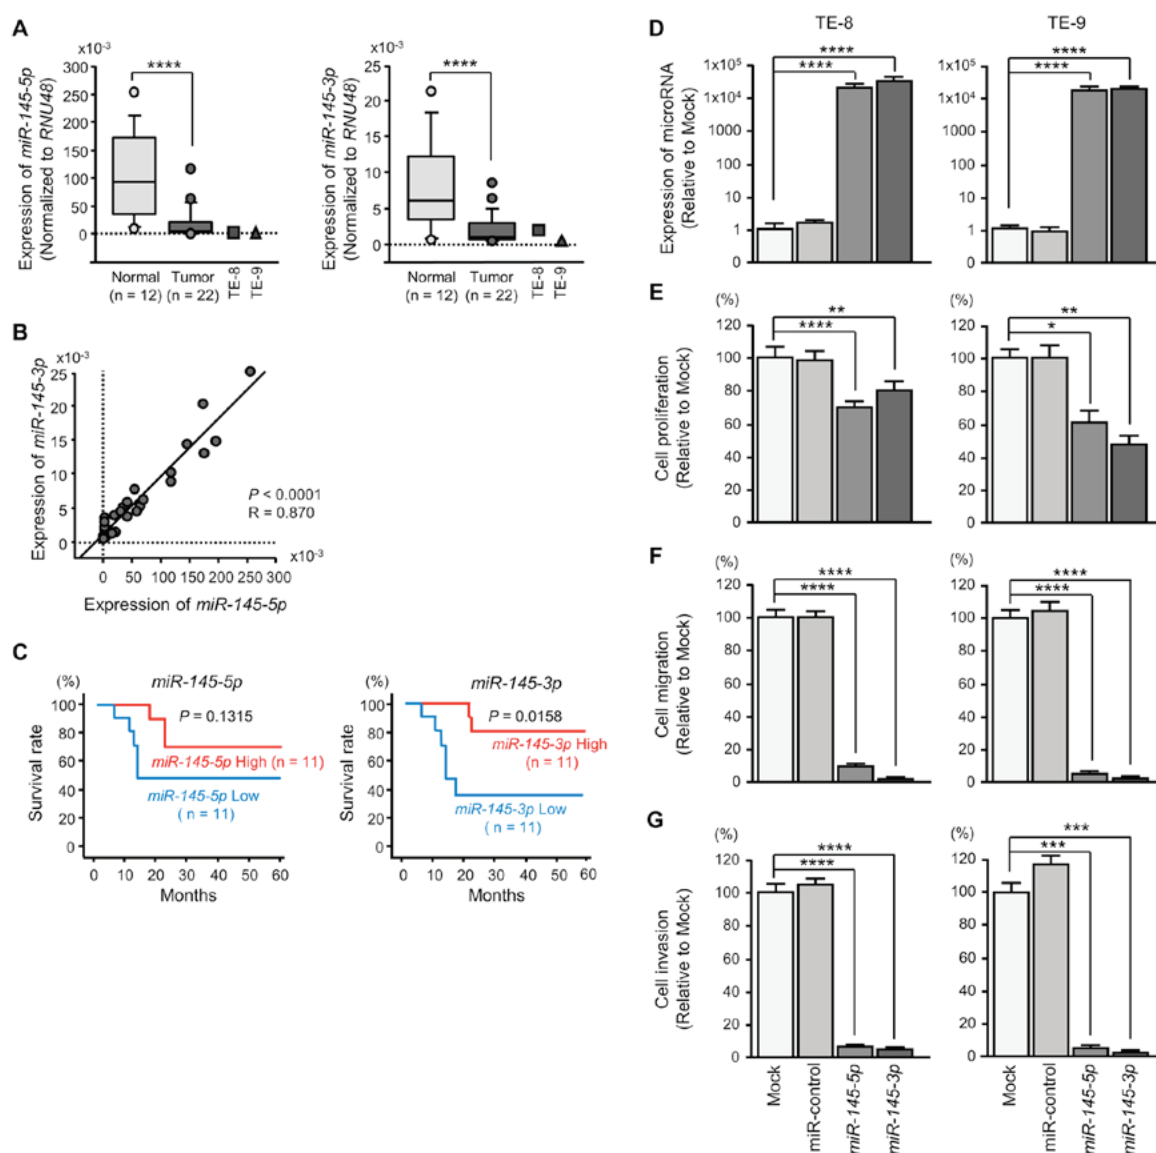 A
x10-3
Expression of miR-145-5p
(Normalized to RNU48)
300
250
200
150
100
50
0
****
Normal
(n = 12)
Tumor
(n = 22)
TE-8
TE-9
x10-3
Expression of miR-145-3p
(Normalized to RNU48)
25
20
15
10
5
0
****
Normal
(n = 12)
Tumor
(n = 22)
TE-8
TE-9
B
x10-3
Expression of miR-145-3p
25
20
15
10
5
0
P < 0.0001
R = 0.870
x10-3
0 50 100 150 200 250 300
Expression of miR-145-5p
C
(%)
miR-145-5p
Survival rate
100
80
60
40
20
0
P = 0.1315
miR-145-5p High (n = 11)
miR-145-5p Low
( n = 11)
0 10 20 30 40 50 60
Months
(%)
miR-145-3p
Survival rate
100
80
60
40
20
0
P = 0.0158
miR-145-3p High
(n = 11)
miR-145-3p Low
( n = 11)
0 10 20 30 40 50 60
Months
TE-8
TE-9
D
Expression of microRNA
(Relative to Mock)
1x105
1x104
1000
100
10
1
0
****
****
1x105
1x104
1000
100
10
1
0
****
****
E
Cell proliferation
(Relative to Mock)
(%)
120
100
80
60
40
20
0
**
****
(%)
120
100
80
60
40
20
0
**
*
F
Cell migration
(Relative to Mock)
(%)
120
100
80
60
40
20
0
****
****
(%)
120
100
80
60
40
20
0
****
****
G
Cell invasion
(Relative to Mock)
(%)
120
100
80
60
40
20
0
****
****
Mock
miR-control
miR-145-5p
miR-145-3p
(%)
120
100
80
60
40
20
0
***
***
Mock
miR-control
miR-145-5p
miR-145-3p